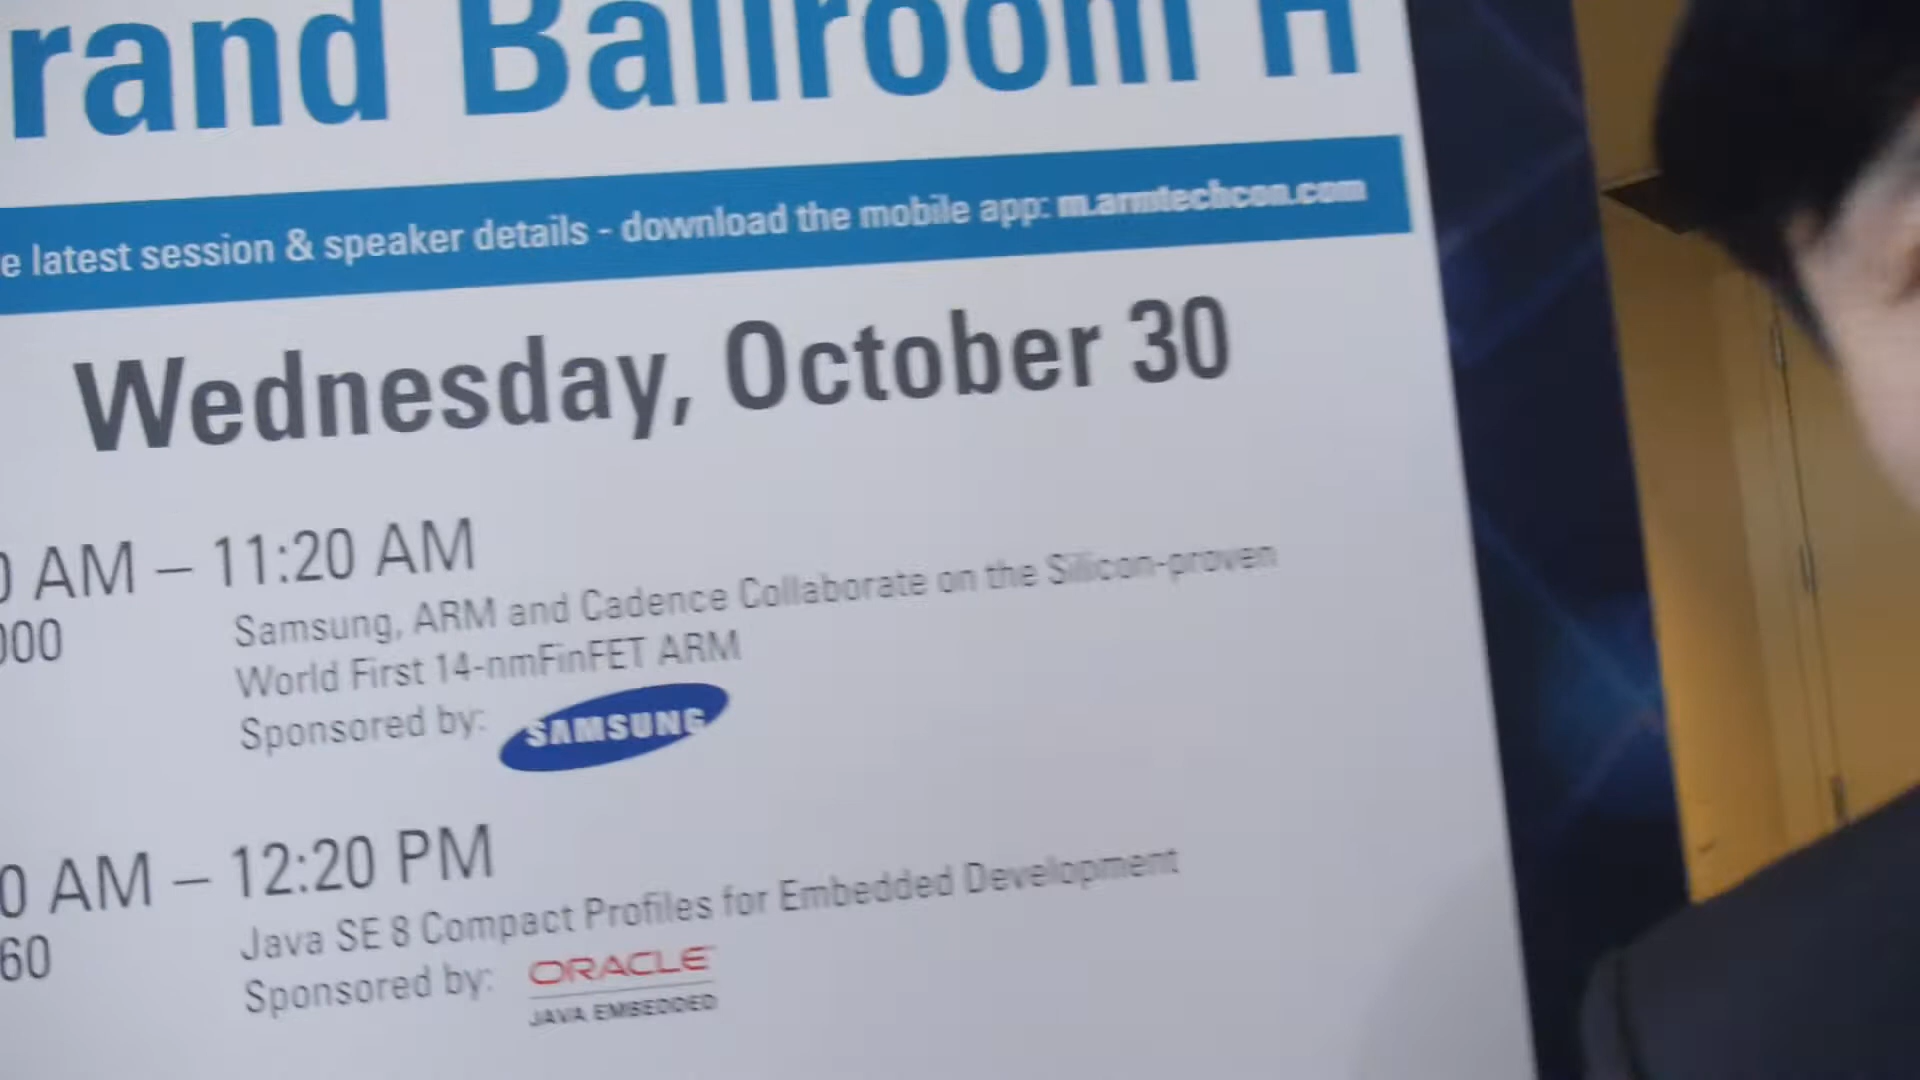 rand Ballroom H
e latest session & speaker details - download the mobile app: m.armtechcon.com
Wednesday, October 30
0 AM – 11:20 AM
000
Samsung, ARM and Cadence Collaborate on the Silicon-proven
World First 14-nmFinFET ARM
Sponsored by: SAMSUNG
0 AM – 12:20 PM
60
Java SE 8 Compact Profiles for Embedded Development
Sponsored by: ORACLE
JAVA EMBEDDED